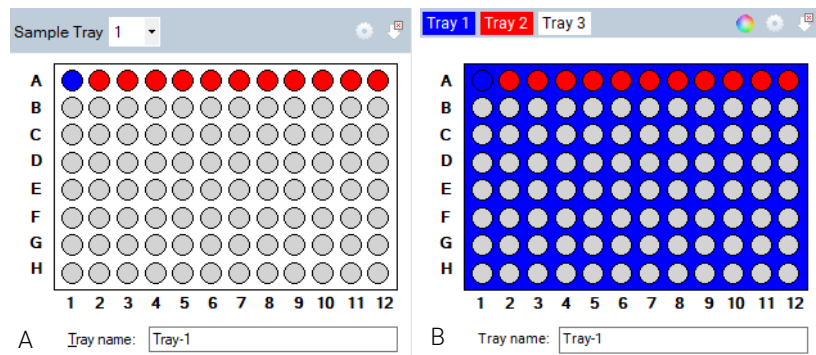 Sample Tray 1
A
B
C
D
E
F
G
H
1 2 3 4 5 6 7 8 9 10 11 12
A Tray name: Tray-1
Tray 1 Tray 2 Tray 3
A
B
C
D
E
F
G
H
1 2 3 4 5 6 7 8 9 10 11 12
B Tray name: Tray-1